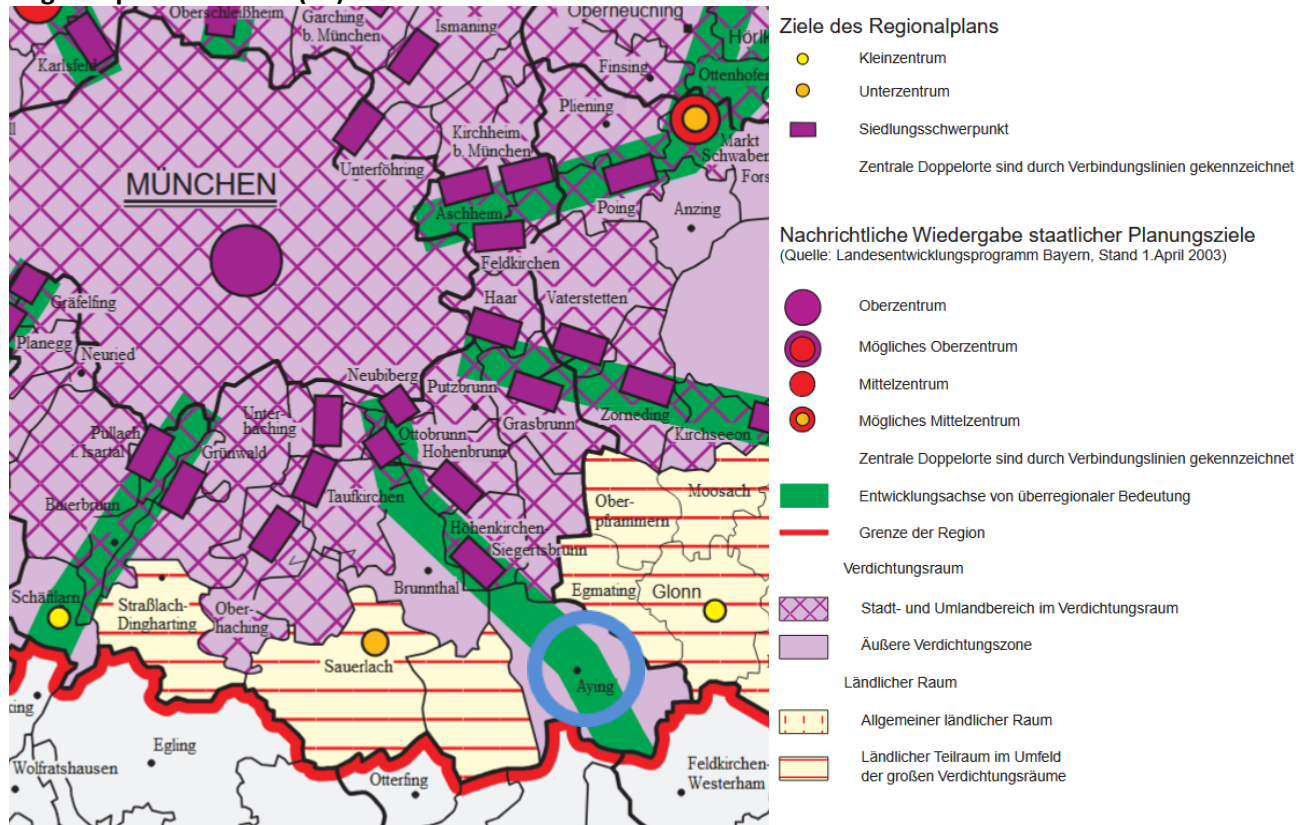 Oberschleißheim
Garching
b. München
Ismaning
Oberneuching
Hörlk
Karlsfeld
Finsing
Ottenhofen
Pliening
Kirchheim
b. München
Unterföhring
Markt
Schwaben
Fors
MÜNCHEN
Aschheim
Poing
Anzing
Feldkirchen
Haar
Vaterstetten
Gräfelfing
Planegg
Neuried
Neubiberg
Putzbrunn
Unter-
haching
Ottobrunn
Grasbrunn
Zorneding
Kirchseeon
Pullach
i. Isartal
Grünwald
Hohenbrunn
Taufkirchen
Baierbrunn
Ober-
pframmern
Moosach
Höhenkirchen-
Siegertsbrunn
Brunnthal
Egmating
Glonn
Schäftlarn
Straßlach-
Dingharting
Ober-
haching
Sauerlach
Aying
Egling
Wolfratshausen
Otterfing
Feldkirchen-
Westerham
Ziele des Regionalplans
Kleinzentrum
Unterzentrum
Siedlungsschwerpunkt
Zentrale Doppelorte sind durch Verbindungslinien gekennzeichnet
Nachrichtliche Wiedergabe staatlicher Planungsziele
(Quelle: Landesentwicklungsprogramm Bayern, Stand 1.April 2003)
Oberzentrum
Mögliches Oberzentrum
Mittelzentrum
Mögliches Mittelzentrum
Zentrale Doppelorte sind durch Verbindungslinien gekennzeichnet
Entwicklungsachse von überregionaler Bedeutung
Grenze der Region
Verdichtungsraum
Stadt- und Umlandbereich im Verdichtungsraum
Äußere Verdichtungszone
Ländlicher Raum
Allgemeiner ländlicher Raum
Ländlicher Teilraum im Umfeld
der großen Verdichtungsräume